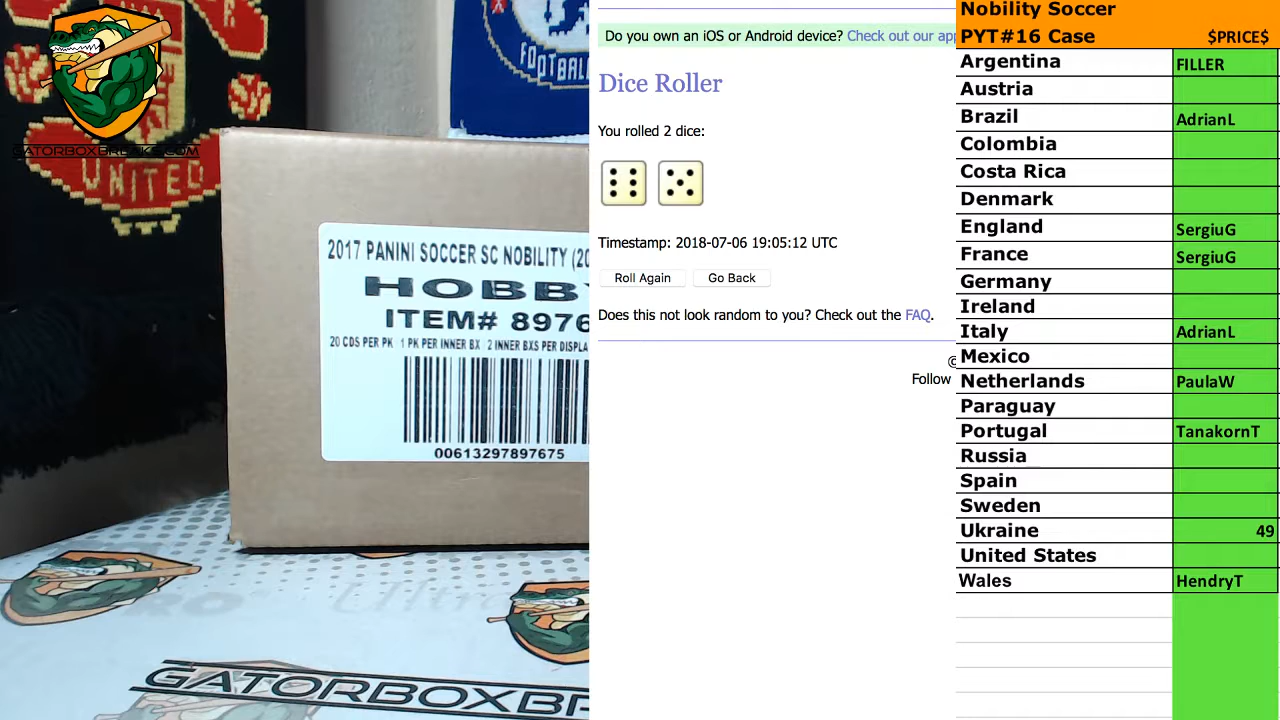 GATORBOXBREAKS.COM
UNITED
FOOTBALL
2017 PANINI SOCCER SC NOBILITY (20
HOBBY
ITEM# 8976
20 CDS PER PK 1 PK PER INNER BX 2 INNER BXS PER DISPLA
00613297897675
GATORBOXBRE
Do you own an iOS or Android device? Check out our app
Dice Roller
You rolled 2 dice:
Timestamp: 2018-07-06 19:05:12 UTC
Roll Again Go Back
Does this not look random to you? Check out the FAQ.
©
Follow
Nobility Soccer
PYT#16 Case $PRICE$
Argentina FILLER
Austria
Brazil AdrianL
Colombia
Costa Rica
Denmark
England SergiuG
France SergiuG
Germany
Ireland
Italy AdrianL
Mexico
Netherlands PaulaW
Paraguay
Portugal TanakornT
Russia
Spain
Sweden
Ukraine 49
United States
Wales HendryT